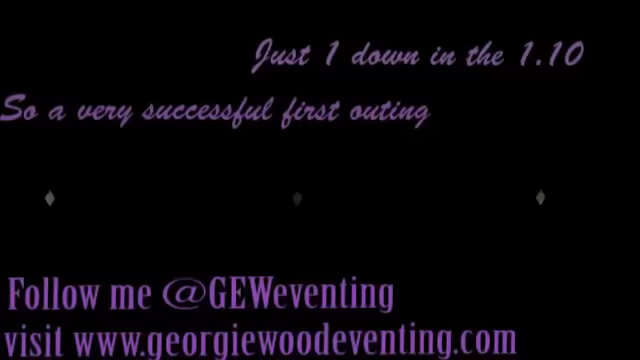 Just 1 down in the 1.10
So a very successful first outing
Follow me @GEWeventing
visit www.georgiewoodeventing.com